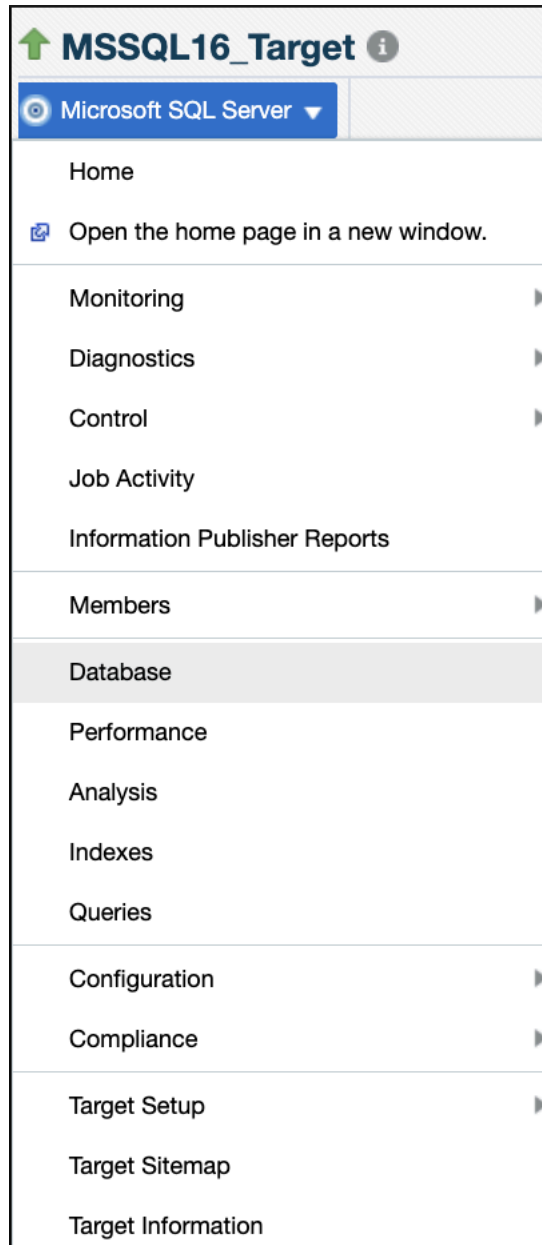 MSSQL16_Target
Microsoft SQL Server
Home
Open the home page in a new window.
Monitoring
Diagnostics
Control
Job Activity
Information Publisher Reports
Members
Database
Performance
Analysis
Indexes
Queries
Configuration
Compliance
Target Setup
Target Sitemap
Target Information